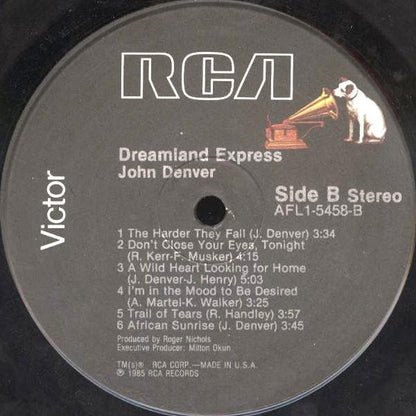 RCA
Victor
Dreamland Express
John Denver
Side B Stereo
AFL1-5458-B
1 The Harder They Fall (J. Denver) 3:34
2 Don't Close Your Eyes, Tonight
(R. Kerr-F. Musker) 4:15
3 A Wild Heart Looking for Home
(J. Denver-J. Henry) 5:03
4 I'm in the Mood to Be Desired
(A. Martel-K. Walker) 3:25
5 Trail of Tears (R. Handley) 3:57
6 African Sunrise (J. Denver) 3:45
Produced by Roger Nichols
Executive Producer: Milton Okun
TM(s)® RCA CORP.—MADE IN U.S.A.
℗ 1985 RCA RECORDS